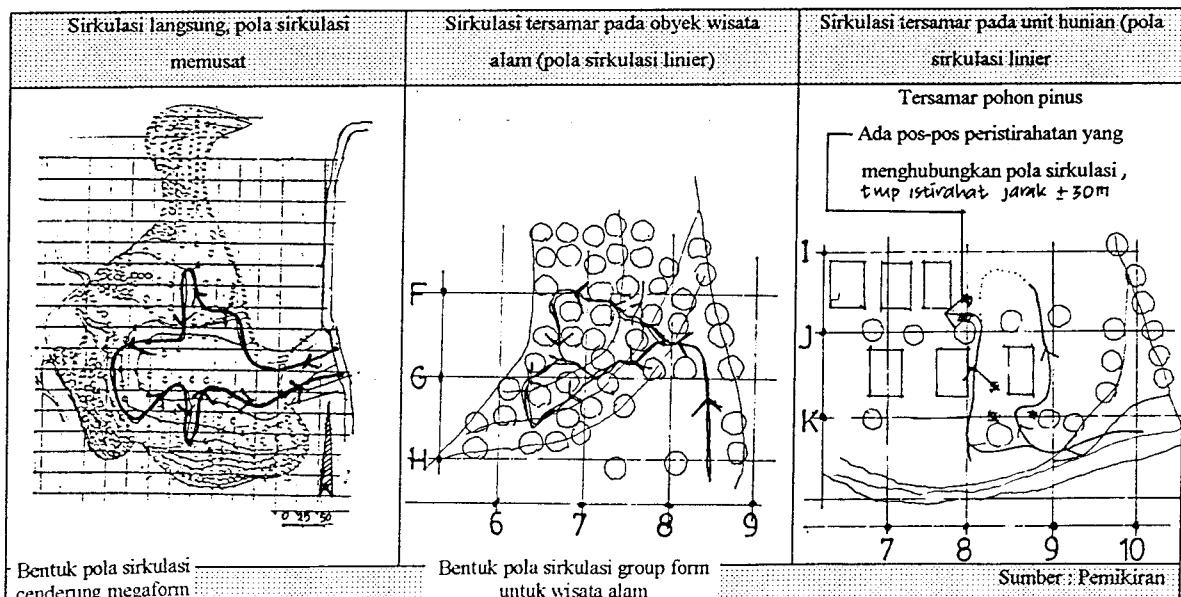 Sirkulasi langsung, pola sirkulasi
memusat
Sirkulasi tersamar pada obyek wisata
alam (pola sirkulasi linier)
Sirkulasi tersamar pada unit hunian (pola
sirkulasi linier
0 25 50
Bentuk pola sirkulasi
cenderung megaform
F
G
H
6 7 8 9
Bentuk pola sirkulasi group form
untuk wisata alam
Tersamar pohon pinus
Ada pos-pos peristirahatan yang
menghubungkan pola sirkulasi,
tmp istirahat jarak ± 30m
I
J
K
7 8 9 10
Sumber : Pemikiran